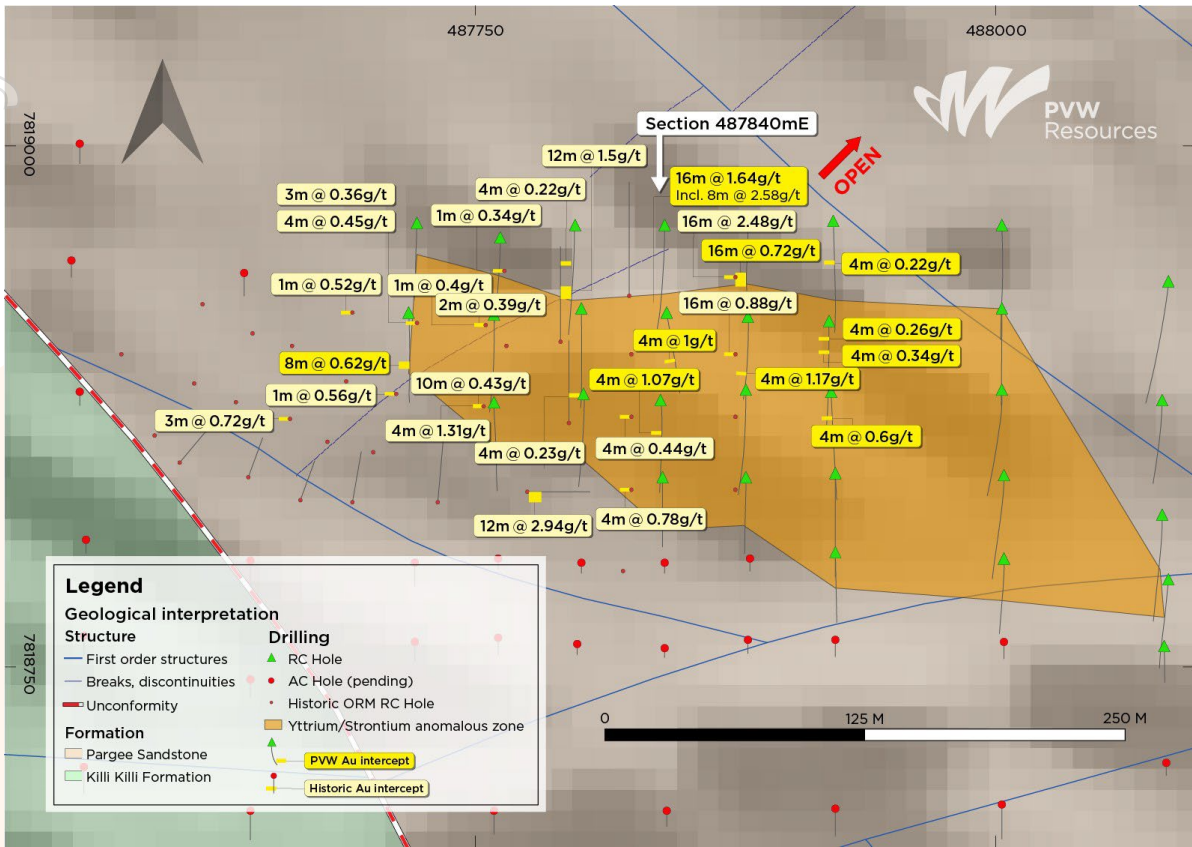 487750
488000
7819000
7818750
PVW
Resources
Section 487840mE
OPEN
12m @ 1.5g/t
16m @ 1.64g/t
Incl. 8m @ 2.58g/t
3m @ 0.36g/t
4m @ 0.22g/t
4m @ 0.45g/t
1m @ 0.34g/t
16m @ 2.48g/t
16m @ 0.72g/t
4m @ 0.22g/t
1m @ 0.52g/t
1m @ 0.4g/t
2m @ 0.39g/t
16m @ 0.88g/t
4m @ 0.26g/t
4m @ 1g/t
4m @ 0.34g/t
8m @ 0.62g/t
10m @ 0.43g/t
4m @ 1.07g/t
4m @ 1.17g/t
1m @ 0.56g/t
3m @ 0.72g/t
4m @ 1.31g/t
4m @ 0.6g/t
4m @ 0.23g/t
4m @ 0.44g/t
12m @ 2.94g/t
4m @ 0.78g/t
Legend
Geological interpretation
Structure
First order structures
Breaks, discontinuities
Unconformity
Formation
Pargee Sandstone
Killi Killi Formation
Drilling
RC Hole
AC Hole (pending)
Historic ORM RC Hole
Yttrium/Strontium anomalous zone
PVW Au intercept
Historic Au intercept
0
125 M
250 M